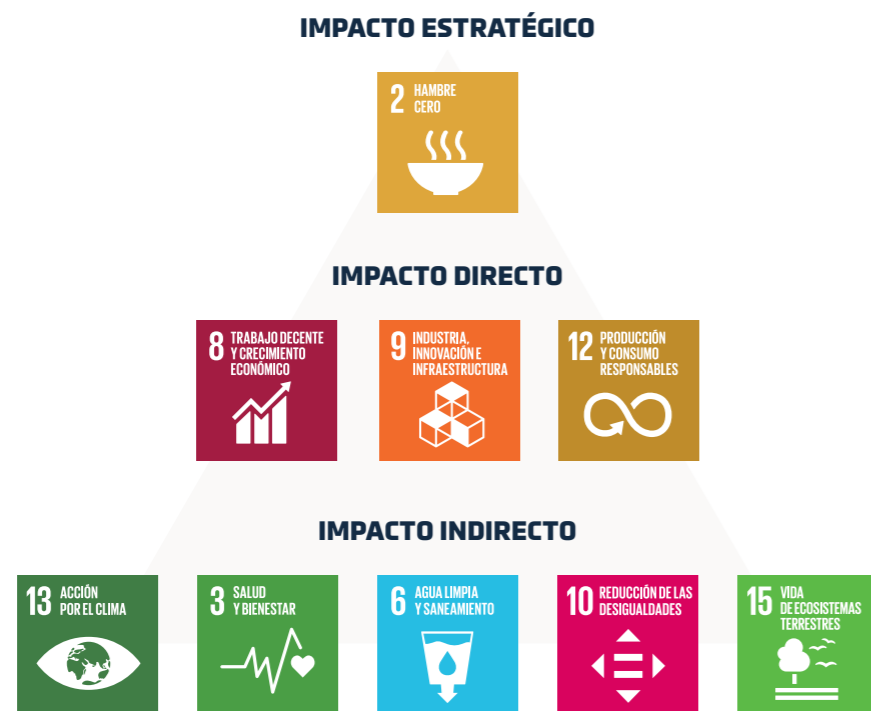 IMPACTO ESTRATÉGICO
2 HAMBRE
CERO
IMPACTO DIRECTO
8 TRABAJO DECENTE
Y CRECIMIENTO
ECONÓMICO
9 INDUSTRIA,
INNOVACIÓN E
INFRAESTRUCTURA
12 PRODUCCIÓN
Y CONSUMO
RESPONSABLES
IMPACTO INDIRECTO
13 ACCIÓN
POR EL CLIMA
3 SALUD
Y BIENESTAR
6 AGUA LIMPIA
Y SANEAMIENTO
10 REDUCCIÓN DE LAS
DESIGUALDADES
15 VIDA
DE ECOSISTEMAS
TERRESTRES